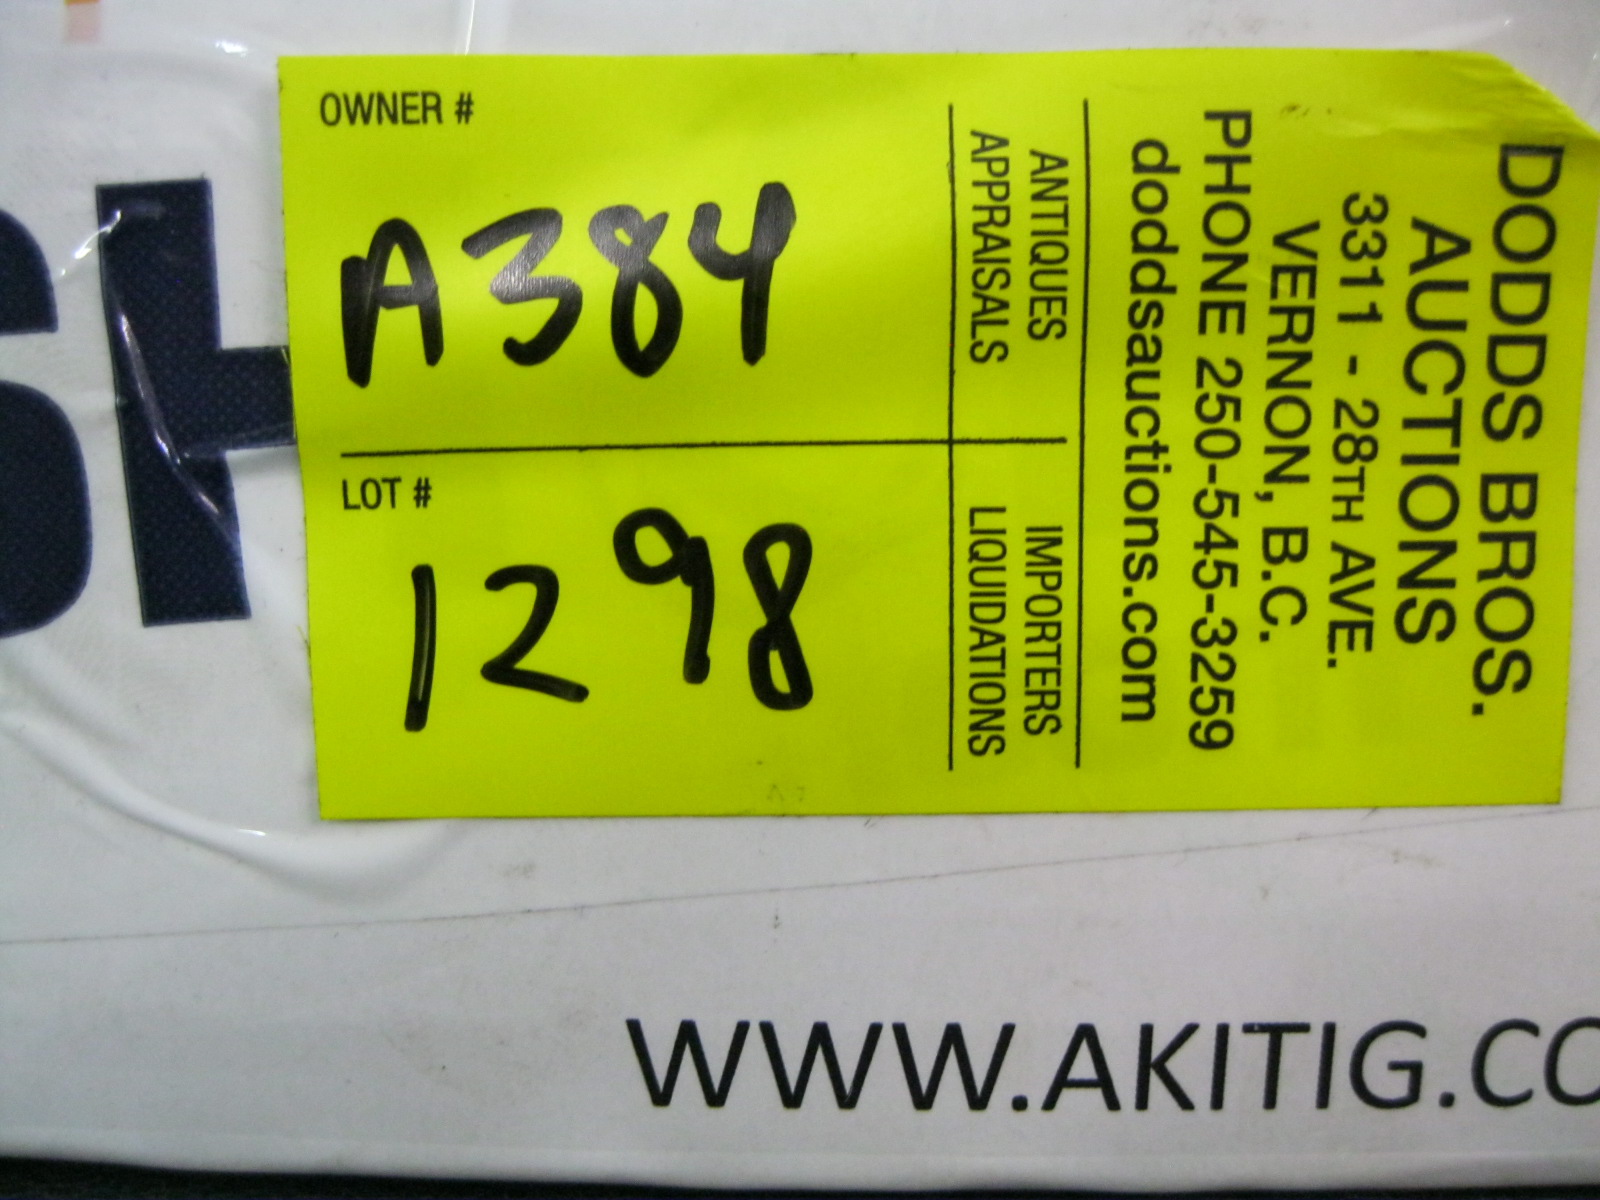 OWNER #
A384
LOT #
1298
ANTIQUES
APPRAISALS
IMPORTERS
LIQUIDATIONS
DODDS BROS.
AUCTIONS
3311 - 28TH AVE.
VERNON, B.C.
PHONE 250-545-3259
doddsauctions.com
SH
WWW.AKITIG.CO